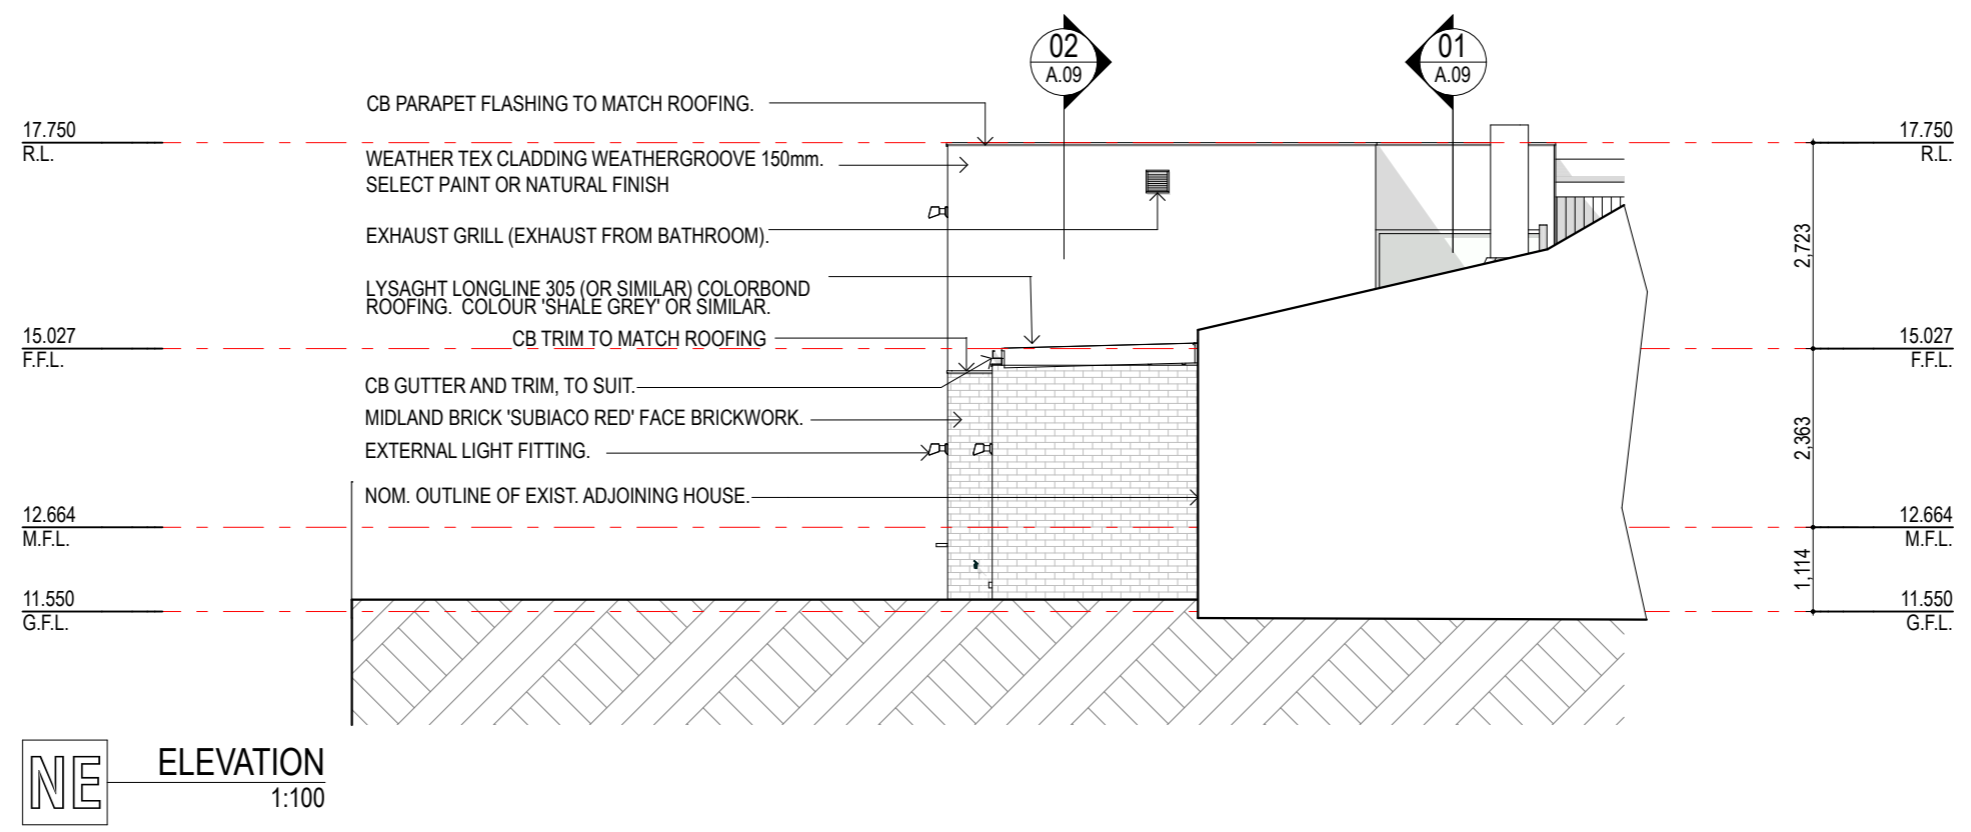 02
A.09
01
A.09
CB PARAPET FLASHING TO MATCH ROOFING.
17.750
R.L.
17.750
R.L.
WEATHER TEX CLADDING WEATHERGROOVE 150mm.
SELECT PAINT OR NATURAL FINISH
EXHAUST GRILL (EXHAUST FROM BATHROOM).
2,723
LYSAGHT LONGLINE 305 (OR SIMILAR) COLORBOND
ROOFING. COLOUR 'SHALE GREY' OR SIMILAR.
15.027
F.F.L.
CB TRIM TO MATCH ROOFING
15.027
F.F.L.
CB GUTTER AND TRIM, TO SUIT.
MIDLAND BRICK 'SUBIACO RED' FACE BRICKWORK.
2,363
EXTERNAL LIGHT FITTING.
NOM. OUTLINE OF EXIST. ADJOINING HOUSE.
12.664
M.F.L.
12.664
M.F.L.
1,114
11.550
G.F.L.
11.550
G.F.L.
NE
ELEVATION
1:100